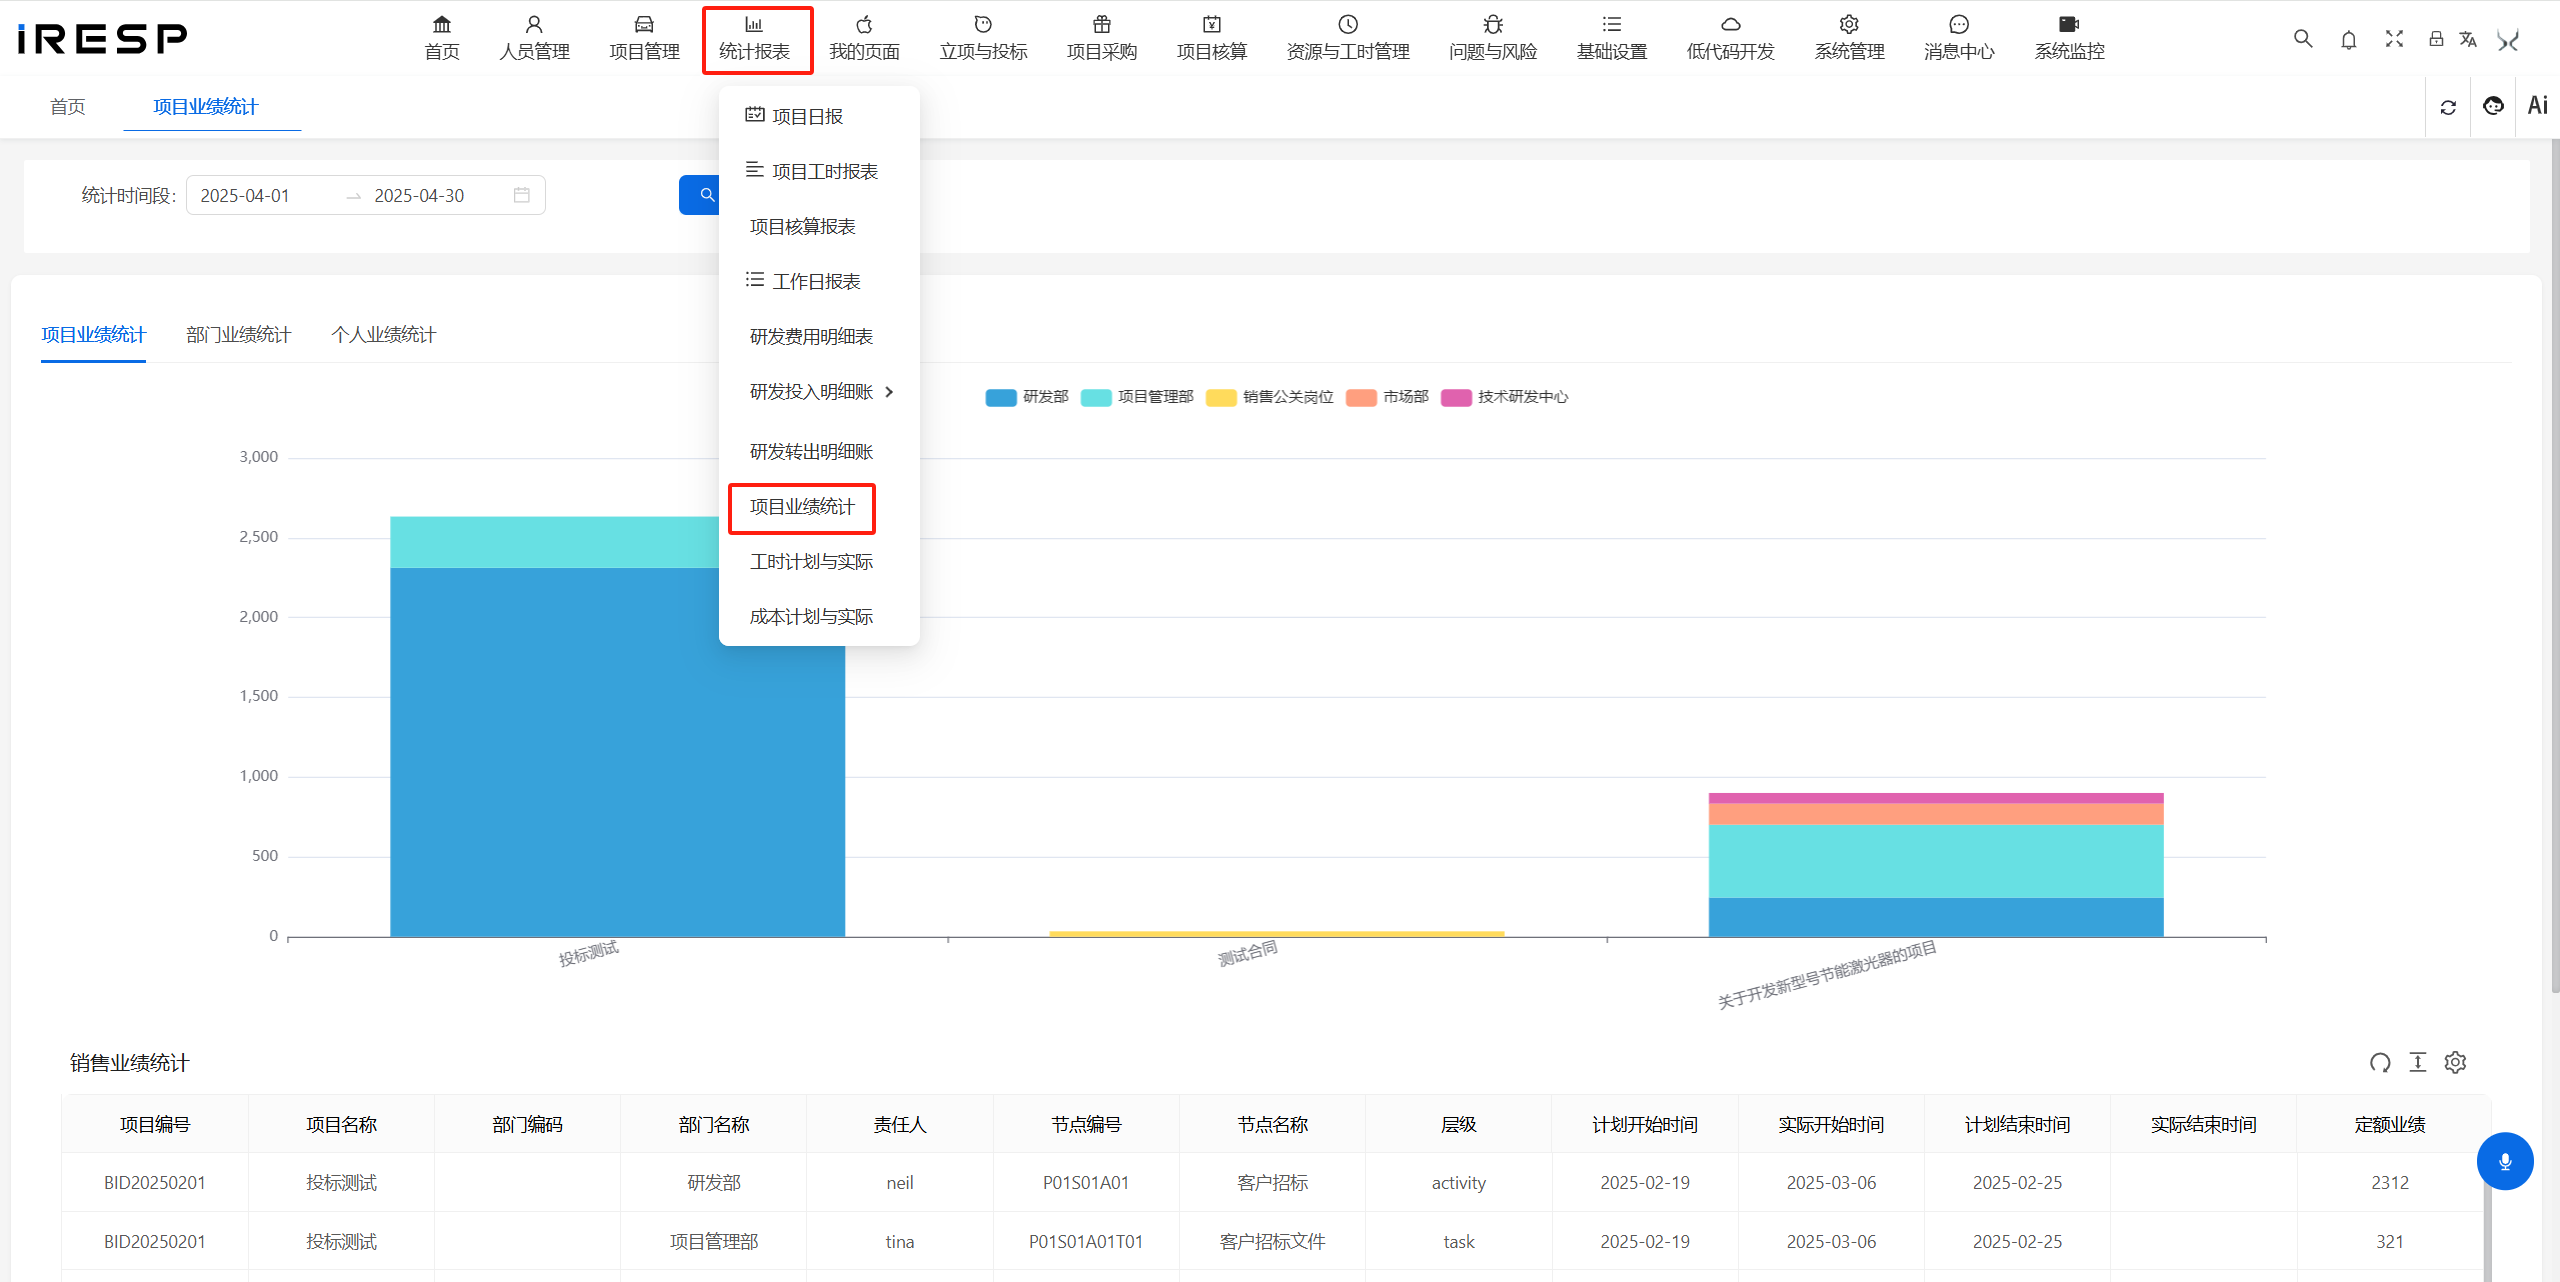 iRESP
首页
人员管理
项目管理
统计报表
我的页面
立项与投标
项目采购
项目核算
资源与工时管理
问题与风险
基础设置
低代码开发
系统管理
消息中心
系统监控
首页
项目业绩统计
Ai
统计时间段:
2025-04-01
2025-04-30
项目日报
项目工时报表
项目核算报表
工作日报表
研发费用明细表
研发投入明细账
研发转出明细账
项目业绩统计
工时计划与实际
成本计划与实际
项目业绩统计
部门业绩统计
个人业绩统计
研发部
项目管理部
销售公关岗位
市场部
技术研发中心
3,000
2,500
2,000
1,500
1,000
500
0
投标测试
测试合同
关于开发新型号节能激光器的项目
销售业绩统计
项目编号 项目名称 部门编码 部门名称 责任人 节点编号 节点名称 层级 计划开始时间 实际开始时间 计划结束时间 实际结束时间 定额业绩
BID20250201 投标测试 研发部 neil P01S01A01 客户招标 activity 2025-02-19 2025-03-06 2025-02-25 2312
BID20250201 投标测试 项目管理部 tina P01S01A01T01 客户招标文件 task 2025-02-19 2025-03-06 2025-02-25 321